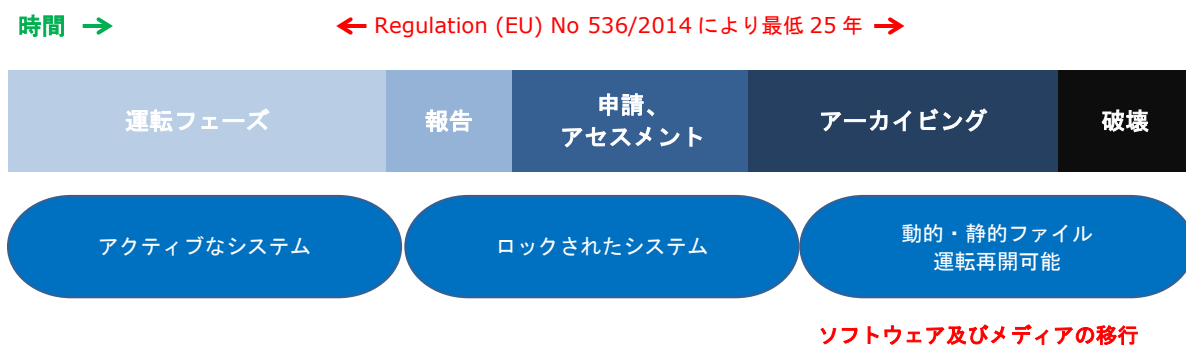 時間 →
← Regulation (EU) No 536/2014 により最低 25 年 →
運転フェーズ
報告
申請、
アセスメント
アーカイビング
破壊
アクティブなシステム
ロックされたシステム
動的・静的ファイル
運転再開可能
ソフトウェア及びメディアの移行